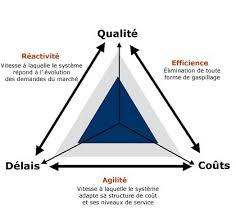 Qualité
Réactivité
Vitesse à laquelle le système
répond à l'évolution
des demandes du marché
Efficience
Élimination de toute
forme de gaspillage
Délais
Coûts
Agilité
Vitesse à laquelle le système
adapte sa structure de coût
et ses niveaux de service